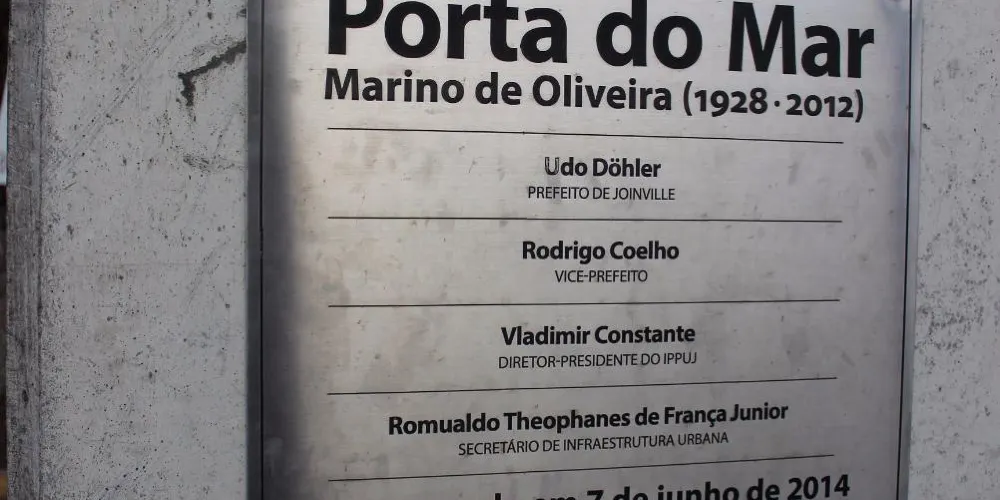 Porta do Mar
Marino de Oliveira (1928·2012)
Udo Döhler
PREFEITO DE JOINVILLE
Rodrigo Coelho
VICE-PREFEITO
Vladimir Constante
DIRETOR-PRESIDENTE DO IPPUJ
Romualdo Theophanes de França Junior
SECRETÁRIO DE INFRAESTRUTURA URBANA
em 7 de junho de 2014